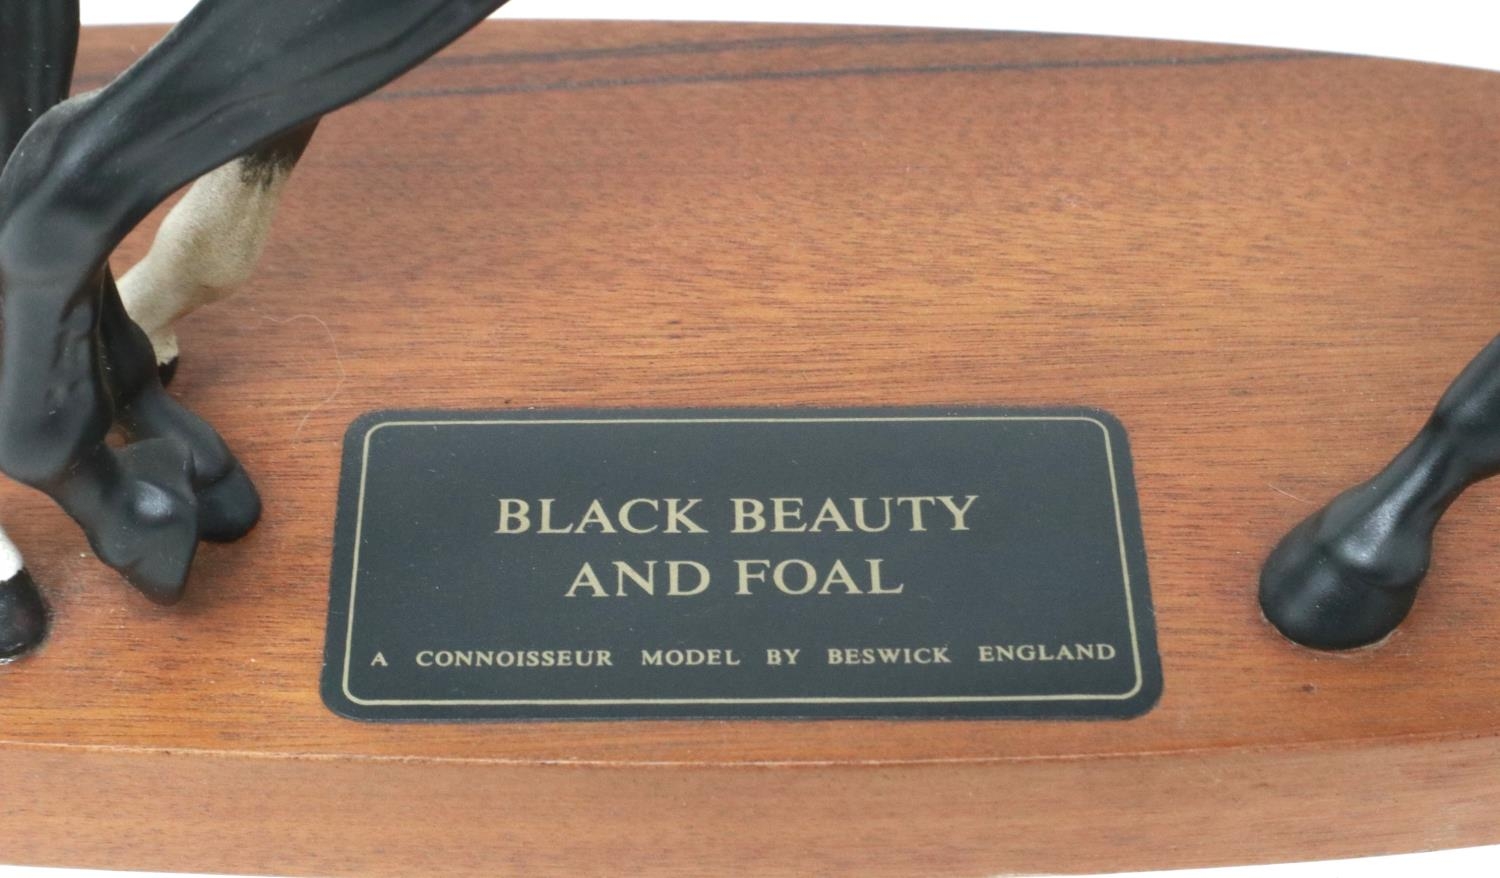 BLACK BEAUTY
AND FOAL
A CONNOISSEUR MODEL BY BESWICK ENGLAND